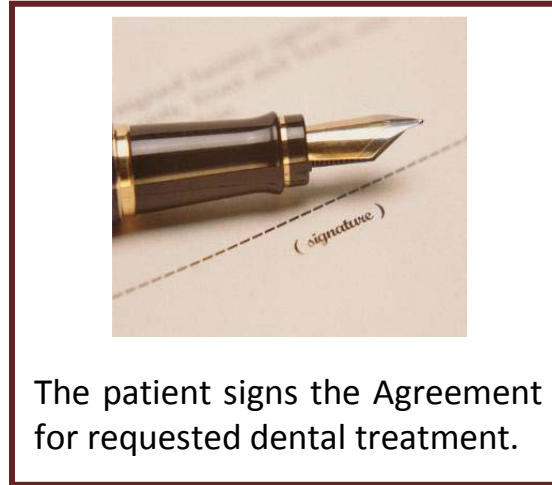 ( signature )
The patient signs the Agreement
for requested dental treatment.